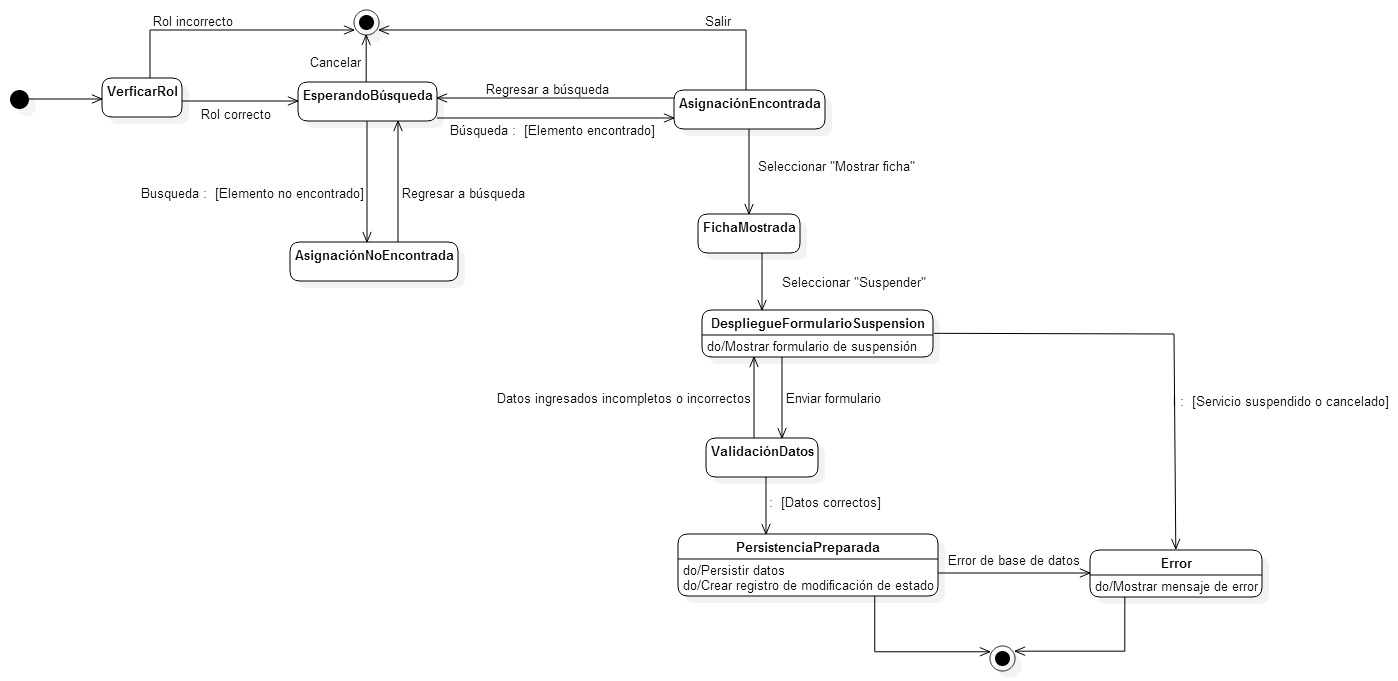 Rol incorrecto
Salir
Cancelar
VerficarRol
EsperandoBúsqueda
Regresar a búsqueda
AsignaciónEncontrada
Rol correcto
Búsqueda : [Elemento encontrado]
Seleccionar "Mostrar ficha"
Busqueda : [Elemento no encontrado]
Regresar a búsqueda
FichaMostrada
AsignaciónNoEncontrada
Seleccionar "Suspender"
DespliegueFormularioSuspension
do/Mostrar formulario de suspensión
Datos ingresados incompletos o incorrectos
Enviar formulario
: [Servicio suspendido o cancelado]
ValidaciónDatos
: [Datos correctos]
PersistenciaPreparada
do/Persistir datos
do/Crear registro de modificación de estado
Error de base de datos
Error
do/Mostrar mensaje de error